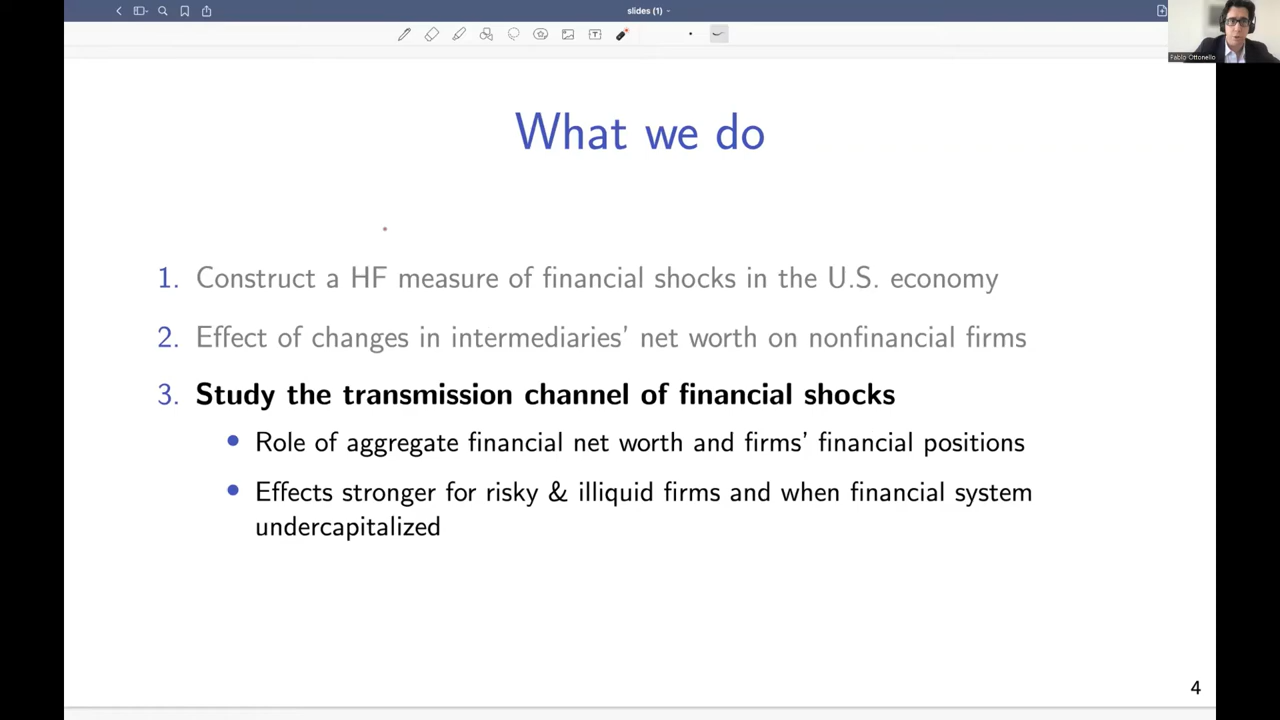 slides (1)
Pablo Ottonello
What we do
1. Construct a HF measure of financial shocks in the U.S. economy
2. Effect of changes in intermediaries' net worth on nonfinancial firms
3. Study the transmission channel of financial shocks
• Role of aggregate financial net worth and firms' financial positions
• Effects stronger for risky & illiquid firms and when financial system
undercapitalized
4